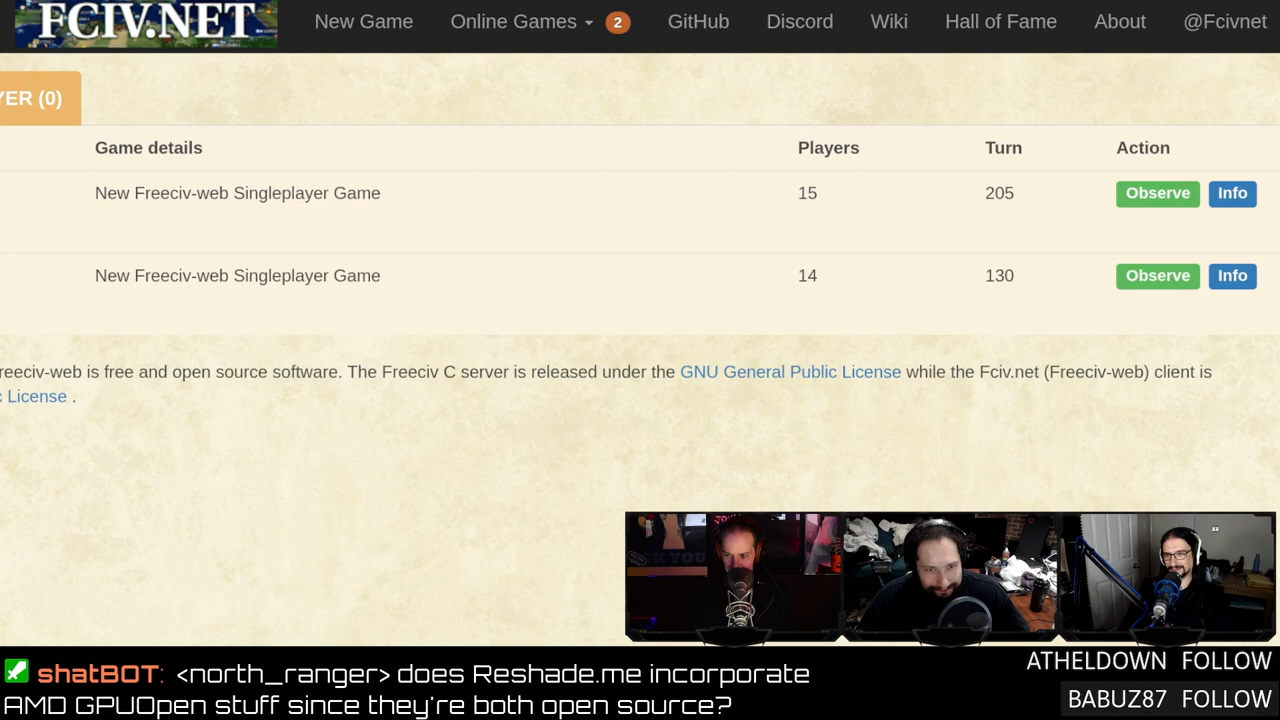 FCIV.NET
New Game Online Games 2 GitHub Discord Wiki Hall of Fame About @Fcivnet
YER (0)
Game details Players Turn Action
New Freeciv-web Singleplayer Game 15 205 Observe Info
New Freeciv-web Singleplayer Game 14 130 Observe Info
reeciv-web is free and open source software. The Freeciv C server is released under the GNU General Public License while the Fciv.net (Freeciv-web) client is
c License .
shatBOT: <north_ranger> does Reshade.me incorporate
AMD GPUOpen stuff since they're both open source?
ATHELDOWN FOLLOW
BABUZ87 FOLLOW